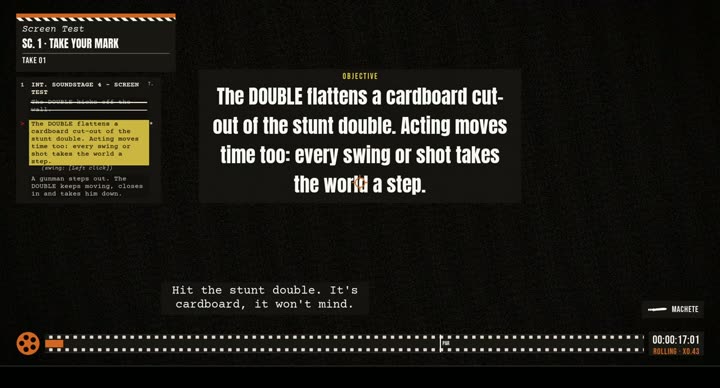 Screen Test
SC. 1 · TAKE YOUR MARK
TAKE 01
1 INT. SOUNDSTAGE 4 - SCREEN
TEST
The DOUBLE kicks off the
wall.
The DOUBLE flattens a
cardboard cut-out of the
stunt double. Acting moves
time too: every swing or
shot takes the world a
step.
(swing: [Left click])
A gunman steps out. The
DOUBLE keeps moving, closes
in and takes him down.
OBJECTIVE
The DOUBLE flattens a cardboard cut-
out of the stunt double. Acting moves
time too: every swing or shot takes
the world a step.
Hit the stunt double. It's
cardboard, it won't mind.
MACHETE
00:00:17:01
ROLLING · X0.43